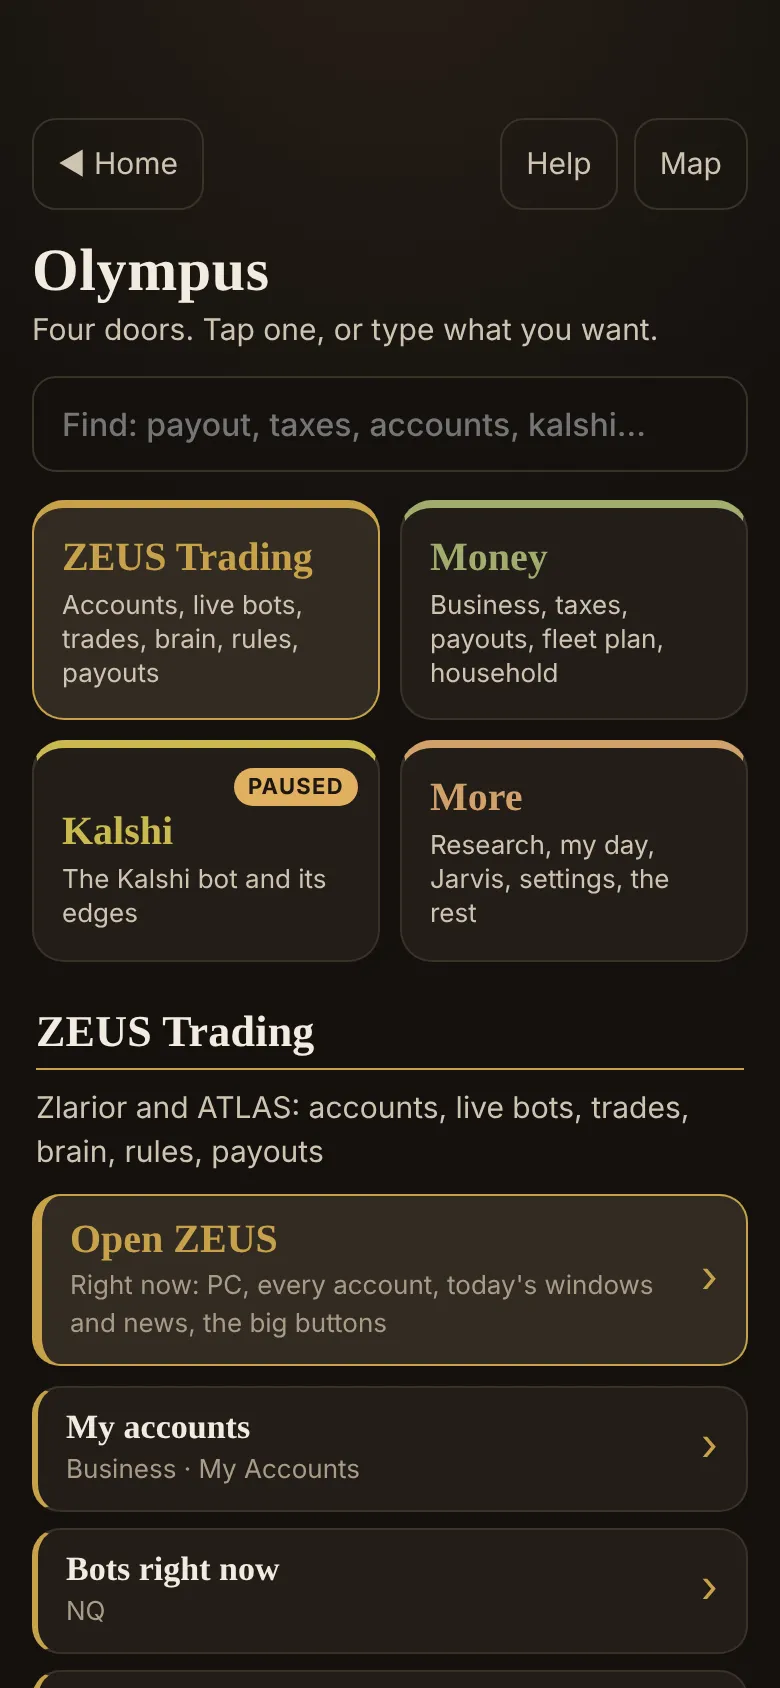 ◀ Home
Help
Map
Olympus
Four doors. Tap one, or type what you want.
Find: payout, taxes, accounts, kalshi...
ZEUS Trading
Accounts, live bots,
trades, brain, rules,
payouts
Money
Business, taxes,
payouts, fleet plan,
household
PAUSED
Kalshi
The Kalshi bot and its
edges
More
Research, my day,
Jarvis, settings, the
rest
ZEUS Trading
Zlarior and ATLAS: accounts, live bots, trades,
brain, rules, payouts
Open ZEUS
Right now: PC, every account, today's windows
and news, the big buttons
›
My accounts
Business · My Accounts
›
Bots right now
NQ
›